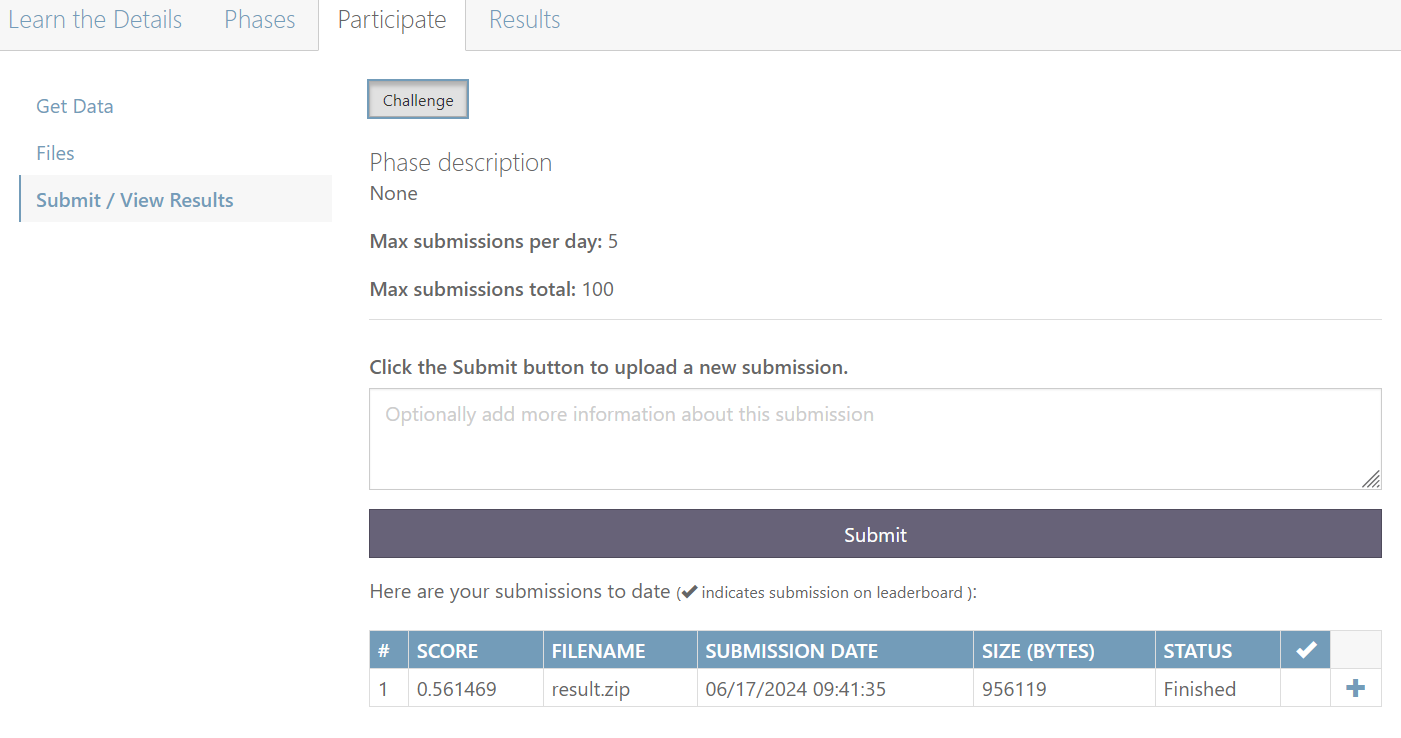 Learn the Details Phases Participate Results
Get Data
Files
Submit / View Results
Challenge
Phase description
None
Max submissions per day: 5
Max submissions total: 100
Click the Submit button to upload a new submission.
Optionally add more information about this submission
Submit
Here are your submissions to date (✔ indicates submission on leaderboard ):
# SCORE FILENAME SUBMISSION DATE SIZE (BYTES) STATUS ✔
1 0.561469 result.zip 06/17/2024 09:41:35 956119 Finished +